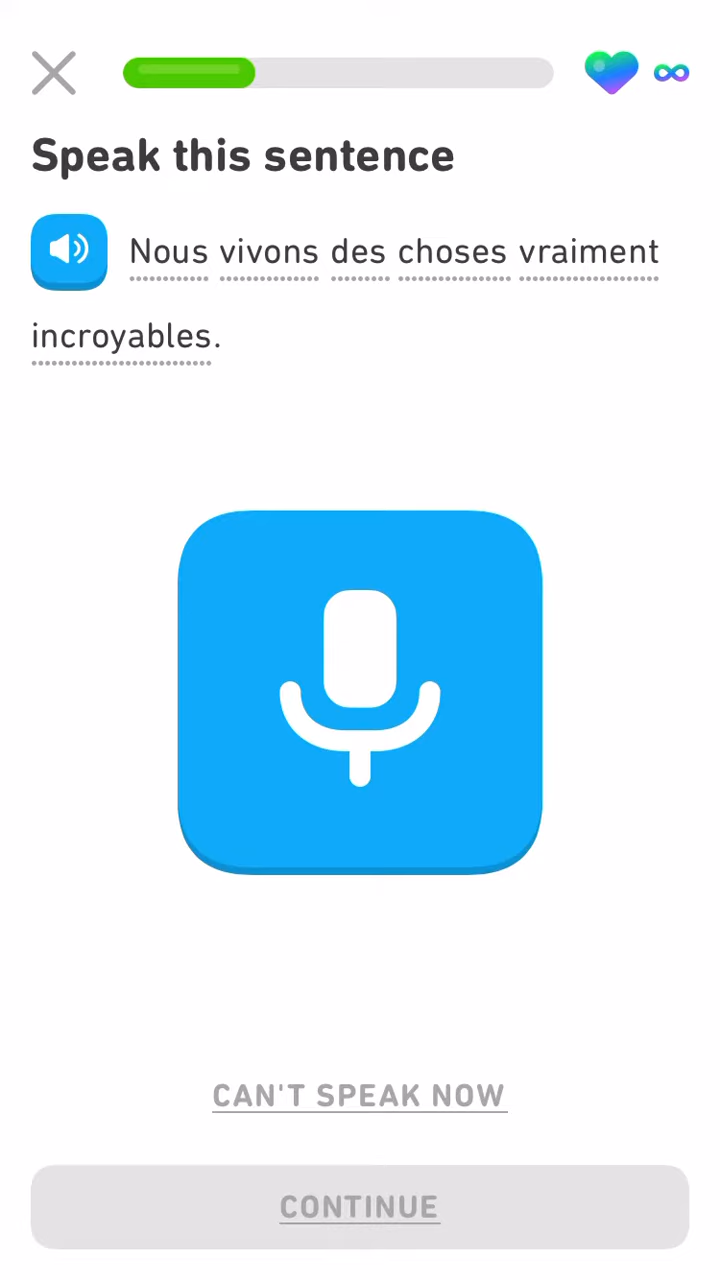 Speak this sentence
Nous vivons des choses vraiment
incroyables.
CAN'T SPEAK NOW
CONTINUE